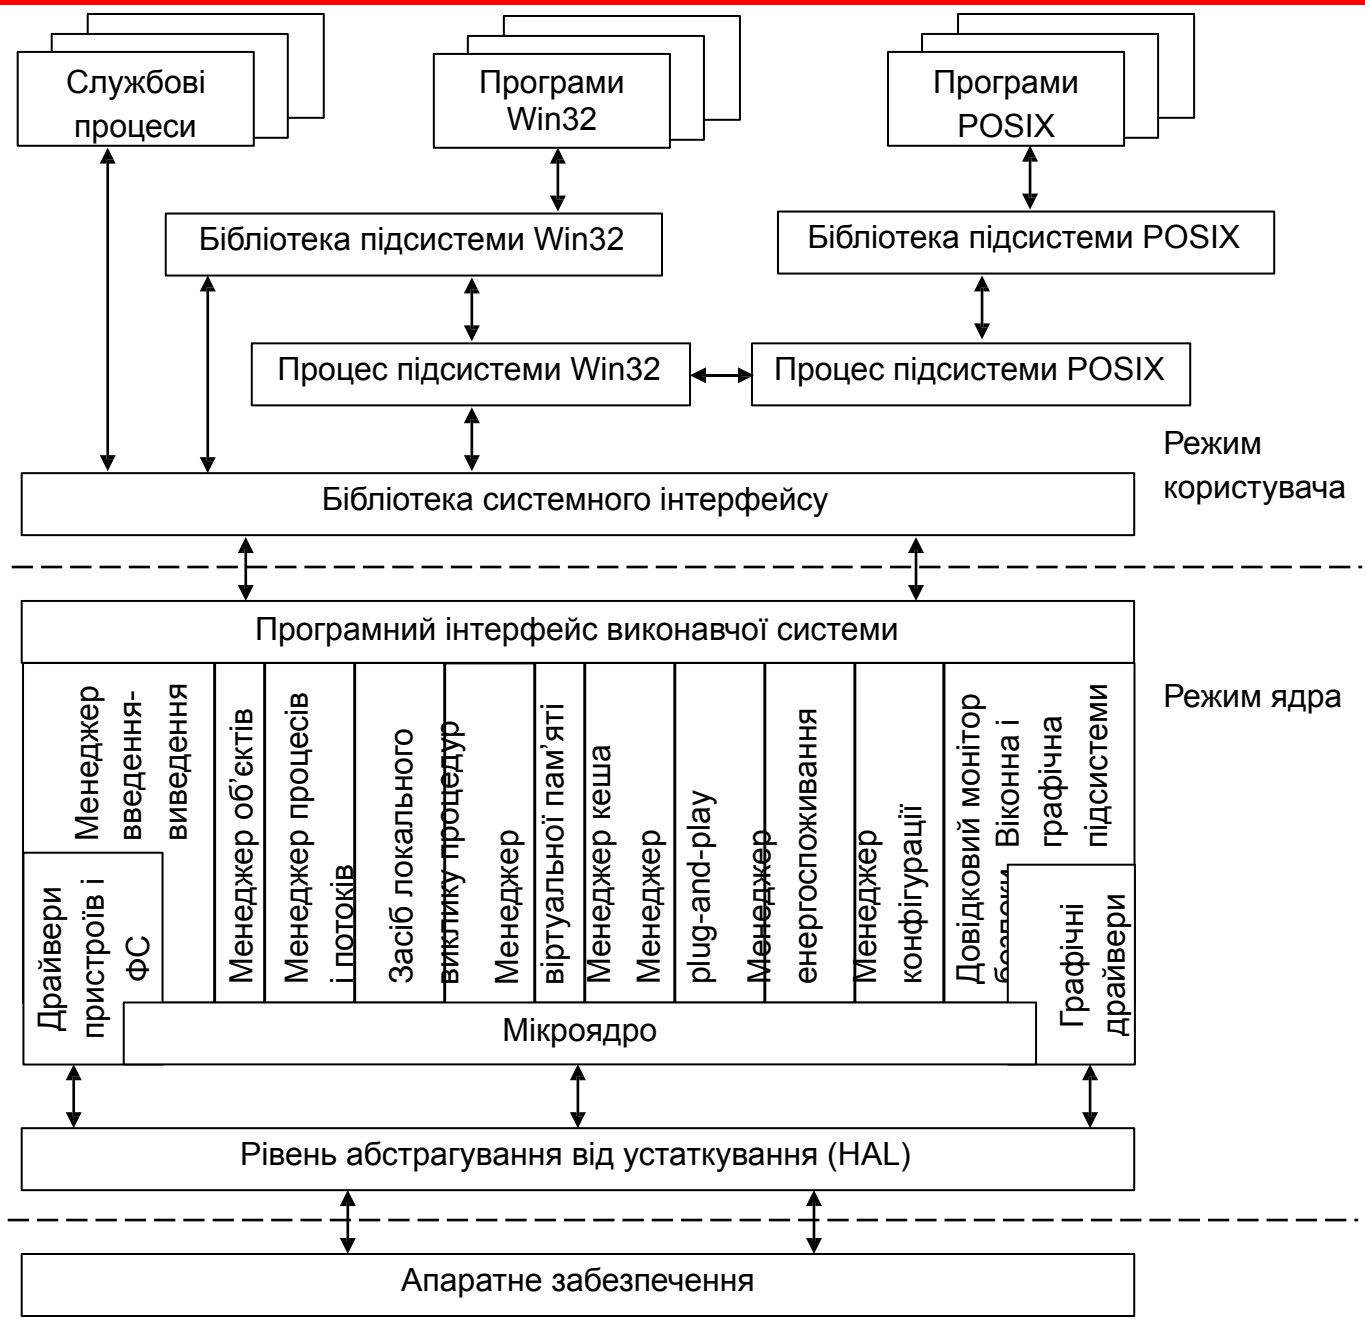 Службові
процеси
Програми
Win32
Програми
POSIX
Бібліотека підсистеми Win32
Бібліотека підсистеми POSIX
Процес підсистеми Win32
Процес підсистеми POSIX
Режим
користувача
Бібліотека системного інтерфейсу
Програмний інтерфейс виконавчої системи
Режим ядра
Менеджер
введення-
виведення
Менеджер об’єктів
Менеджер процесів
і потоків
Засіб локального
виклику процедур
Менеджер
віртуальної пам’яті
Менеджер кеша
Менеджер
plug-and-play
Менеджер
енергоспоживання
Менеджер
конфігурації
Довідковий монітор
безпеки
Віконна і
графічна
підсистеми
Драйвери
пристроїв і
ФС
Графічні
драйвери
Мікроядро
Рівень абстрагування від устаткування (HAL)
Апаратне забезпечення